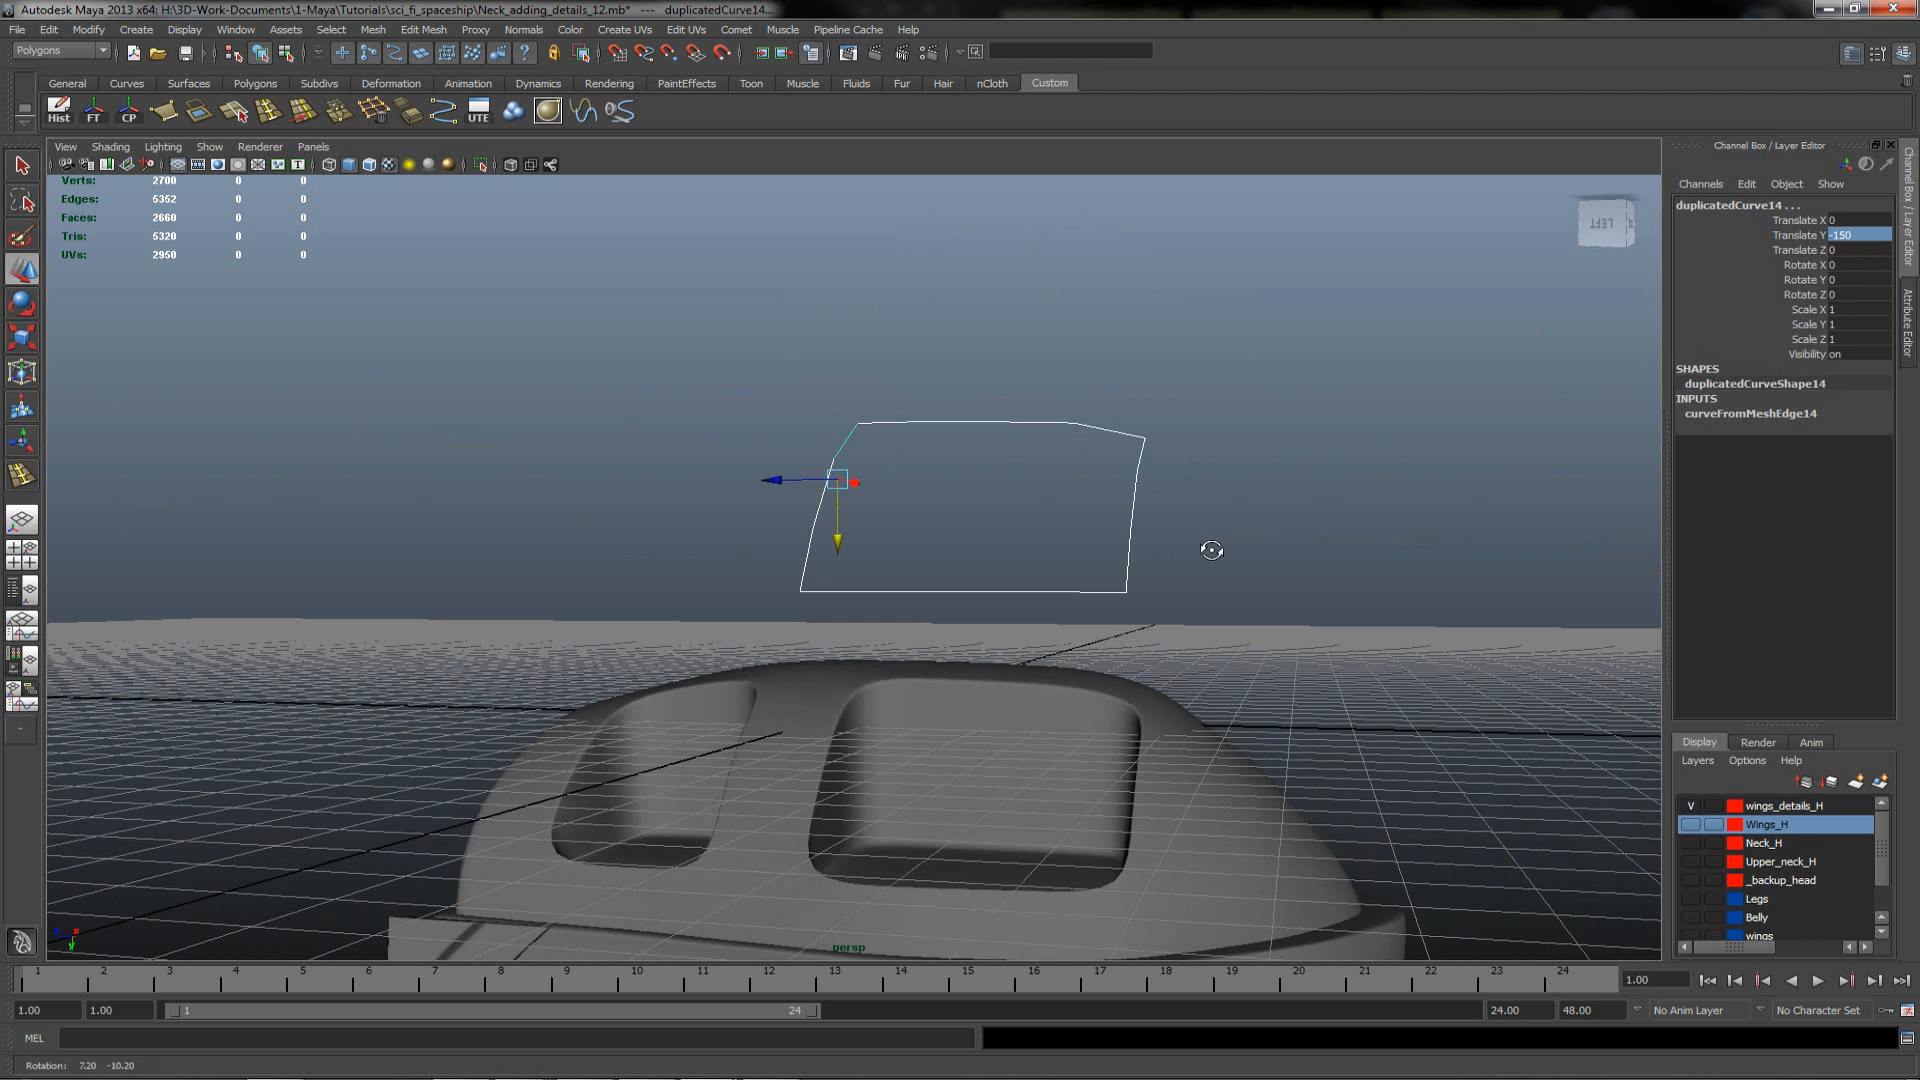 Autodesk Maya 2013 x64: H:\3D-Work-Documents\1-Maya\Tutorials\sci_fi_spaceship\Neck_adding_details_12.mb* --- duplicatedCurve14...
File Edit Modify Create Display Window Assets Select Mesh Edit Mesh Proxy Normals Color Create UVs Edit UVs Comet Muscle Pipeline Cache Help
Polygons
General Curves Surfaces Polygons Subdivs Deformation Animation Dynamics Rendering PaintEffects Toon Muscle Fluids Fur Hair nCloth Custom
Hist FT CP UTE
View Shading Lighting Show Renderer Panels
Verts: 2700 0 0
Edges: 5352 0 0
Faces: 2660 0 0
Tris: 5320 0 0
UVs: 2950 0 0
LEFT
persp
Channel Box / Layer Editor
Channels Edit Object Show
duplicatedCurve14 . . .
Translate X 0
Translate Y -150
Translate Z 0
Rotate X 0
Rotate Y 0
Rotate Z 0
Scale X 1
Scale Y 1
Scale Z 1
Visibility on
SHAPES
duplicatedCurveShape14
INPUTS
curveFromMeshEdge14
Channel Box / Layer Editor
Attribute Editor
Display Render Anim
Layers Options Help
V wings_details_H
Wings_H
Neck_H
Upper_neck_H
_backup_head
Legs
Belly
wings
1 2 3 4 5 6 7 8 9 10 11 12 13 14 15 16 17 18 19 20 21 22 23 24 1.00
1.00 1.00 1 24 24.00 48.00 No Anim Layer No Character Set
MEL
Rotation: 7.20 -10.20